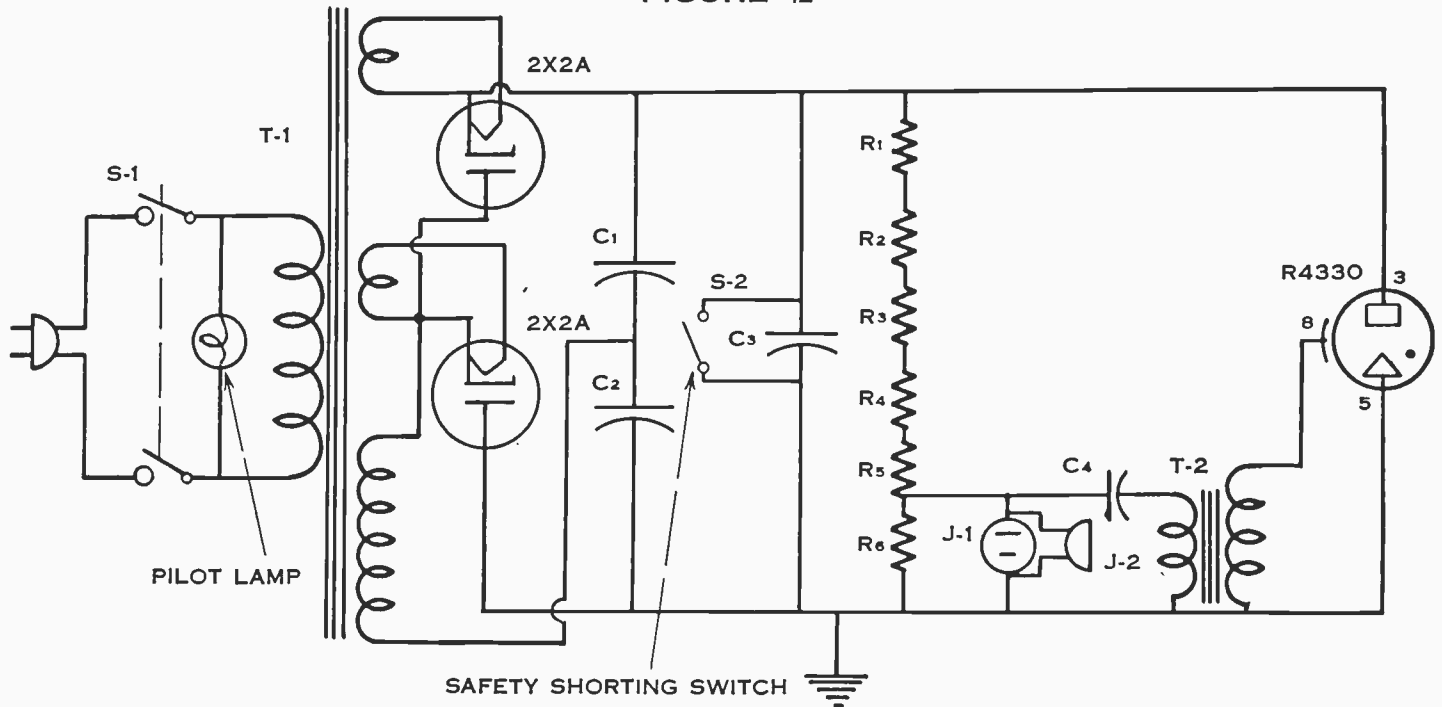 2X2A
T-1
S-1
R1
R2
C1
R4330
3
S-2
8
R3
2X2A
C3
C2
R4
5
R5
C4
T-2
J-1
R6
J-2
PILOT LAMP
SAFETY SHORTING SWITCH